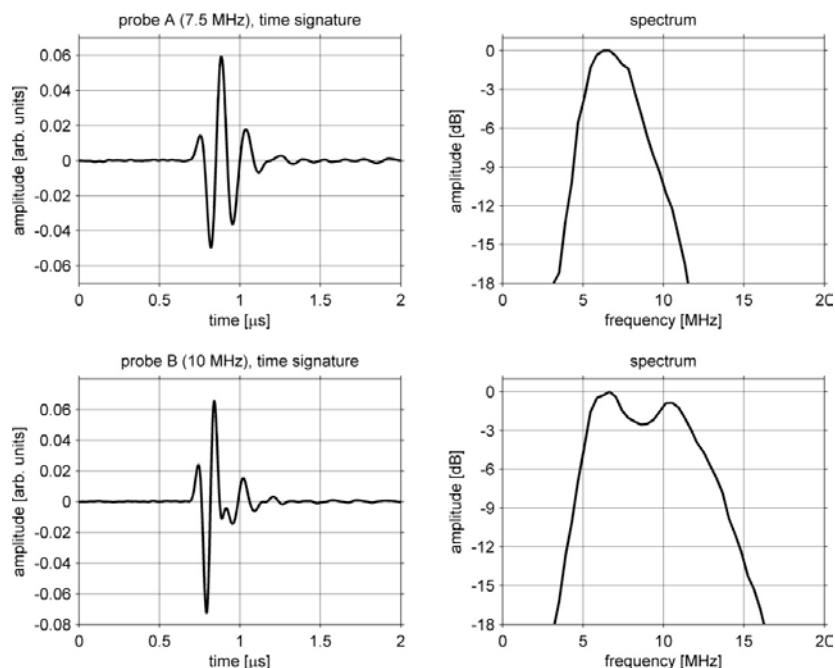 probe A (7.5 MHz), time signature
amplitude [arb. units]
0.06
0.04
0.02
0
-0.02
-0.04
-0.06
0 0.5 1 1.5 2
time [μs]
spectrum
amplitude [dB]
0
-3
-6
-9
-12
-15
-18
0 5 10 15 20
frequency [MHz]
probe B (10 MHz), time signature
amplitude [arb. units]
0.06
0.04
0.02
0
-0.02
-0.04
-0.06
-0.08
0 0.5 1 1.5 2
time [μs]
spectrum
amplitude [dB]
0
-3
-6
-9
-12
-15
-18
0 5 10 15 20
frequency [MHz]